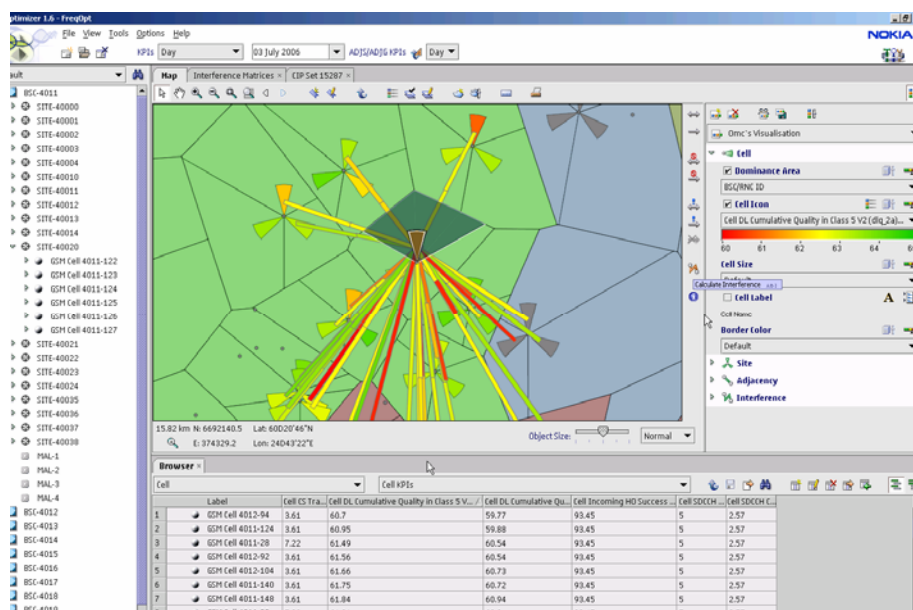 ptimizer 1.6 - FreqOpt
File View Tools Options Help
NOKIA
KPIs Day 03 July 2006 ADJS/ADJG KPIs Day
ault
Map Interference Matrices × CIP Set 15287 ×
BSC-4011
SITE-40000
SITE-40001
SITE-40002
SITE-40003
SITE-40004
SITE-40010
SITE-40011
SITE-40012
SITE-40013
SITE-40014
SITE-40020
GSM Cell 4011-122
GSM Cell 4011-123
GSM Cell 4011-124
GSM Cell 4011-125
GSM Cell 4011-126
GSM Cell 4011-127
SITE-40021
SITE-40022
SITE-40023
SITE-40024
SITE-40035
SITE-40036
SITE-40037
SITE-40038
MAL-1
MAL-2
MAL-3
MAL-4
BSC-4012
BSC-4013
BSC-4014
BSC-4015
BSC-4016
BSC-4017
BSC-4018
BSC-4019
Omc's Visualisation
Cell
Dominance Area
BSC/RNC ID
Cell Icon
Cell DL Cumulative Quality in Class 5 V2 (dlq_2a)...
60 61 62 63 64
Cell Size
Default
Calculate Interference
Cell Label
A
Cell Name
Border Color
Default
Site
Adjacency
Interference
15.82 km N: 6692140.5 Lat: 60D20'46"N
E: 374329.2 Lon: 24D43'22"E
Object Size: Normal
Browser ×
Cell Cell KPIs
Label Cell CS Tra... Cell DL Cumulative Quality in Class 5 V... / Cell DL Cumulative Qu... Cell Incoming HO Success ... Cell SDCCH ... Cell SDCCH C...
1 GSM Cell 4012-94 3.61 60.7 59.77 93.45 5 2.57
2 GSM Cell 4011-124 3.61 60.95 59.88 93.45 5 2.57
3 GSM Cell 4011-28 7.22 61.49 60.54 93.45 5 2.57
4 GSM Cell 4012-92 3.61 61.56 60.54 93.45 5 2.57
5 GSM Cell 4012-104 3.61 61.66 60.73 93.45 5 2.57
6 GSM Cell 4011-140 3.61 61.75 60.72 93.45 5 2.57
7 GSM Cell 4011-148 3.61 61.84 60.94 93.45 5 2.57